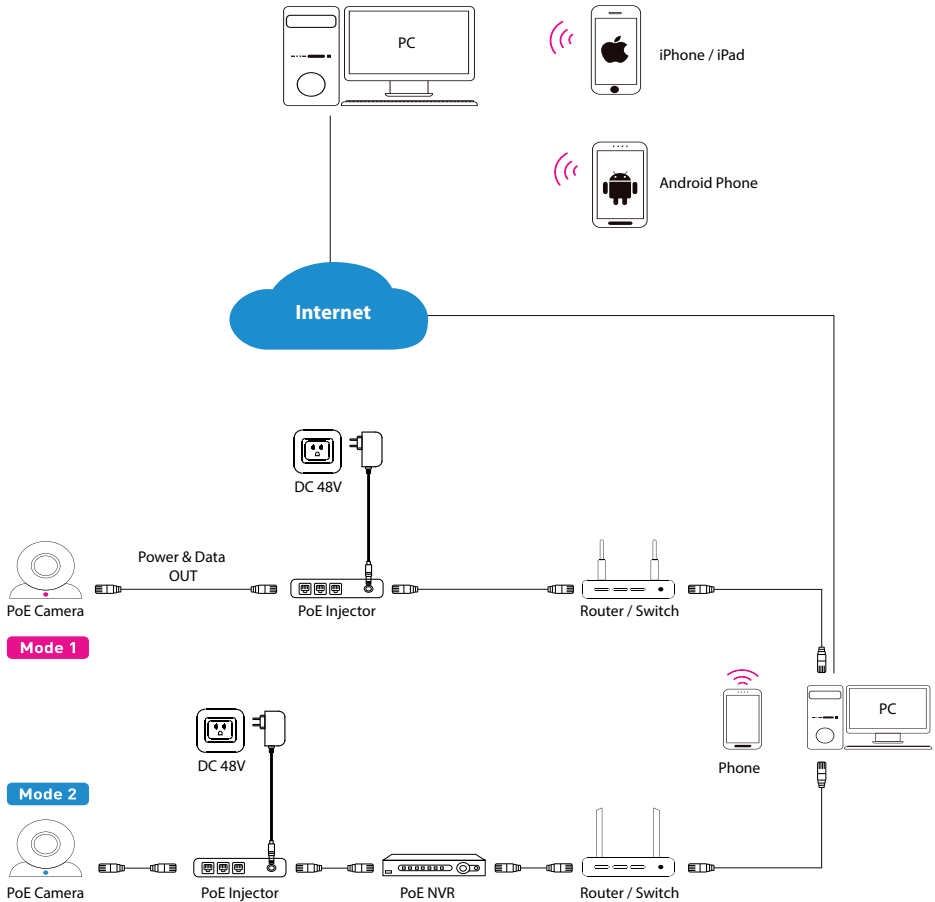 PC
iPhone / iPad
Android Phone
Internet
DC 48V
Power & Data
OUT
PoE Camera
PoE Injector
Router / Switch
Mode 1
PC
DC 48V
Phone
Mode 2
PoE Camera
PoE Injector
PoE NVR
Router / Switch